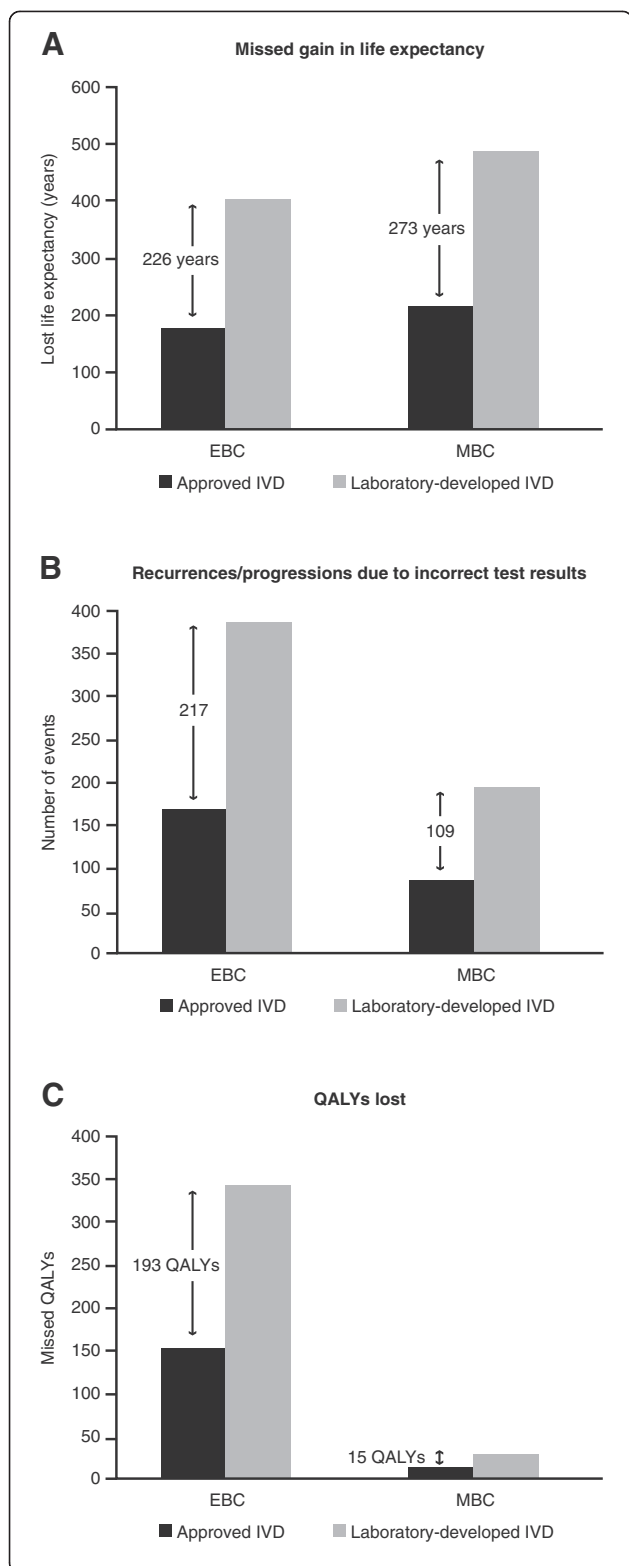 A Missed gain in life expectancy
600
500
400
300
200
100
0
Lost life expectancy (years)
226 years
273 years
EBC MBC
Approved IVD Laboratory-developed IVD
B Recurrences/progressions due to incorrect test results
400
350
300
250
200
150
100
50
0
Number of events
217
109
EBC MBC
Approved IVD Laboratory-developed IVD
C QALYs lost
400
350
300
250
200
150
100
50
0
Missed QALYs
193 QALYs
15 QALYs
EBC MBC
Approved IVD Laboratory-developed IVD